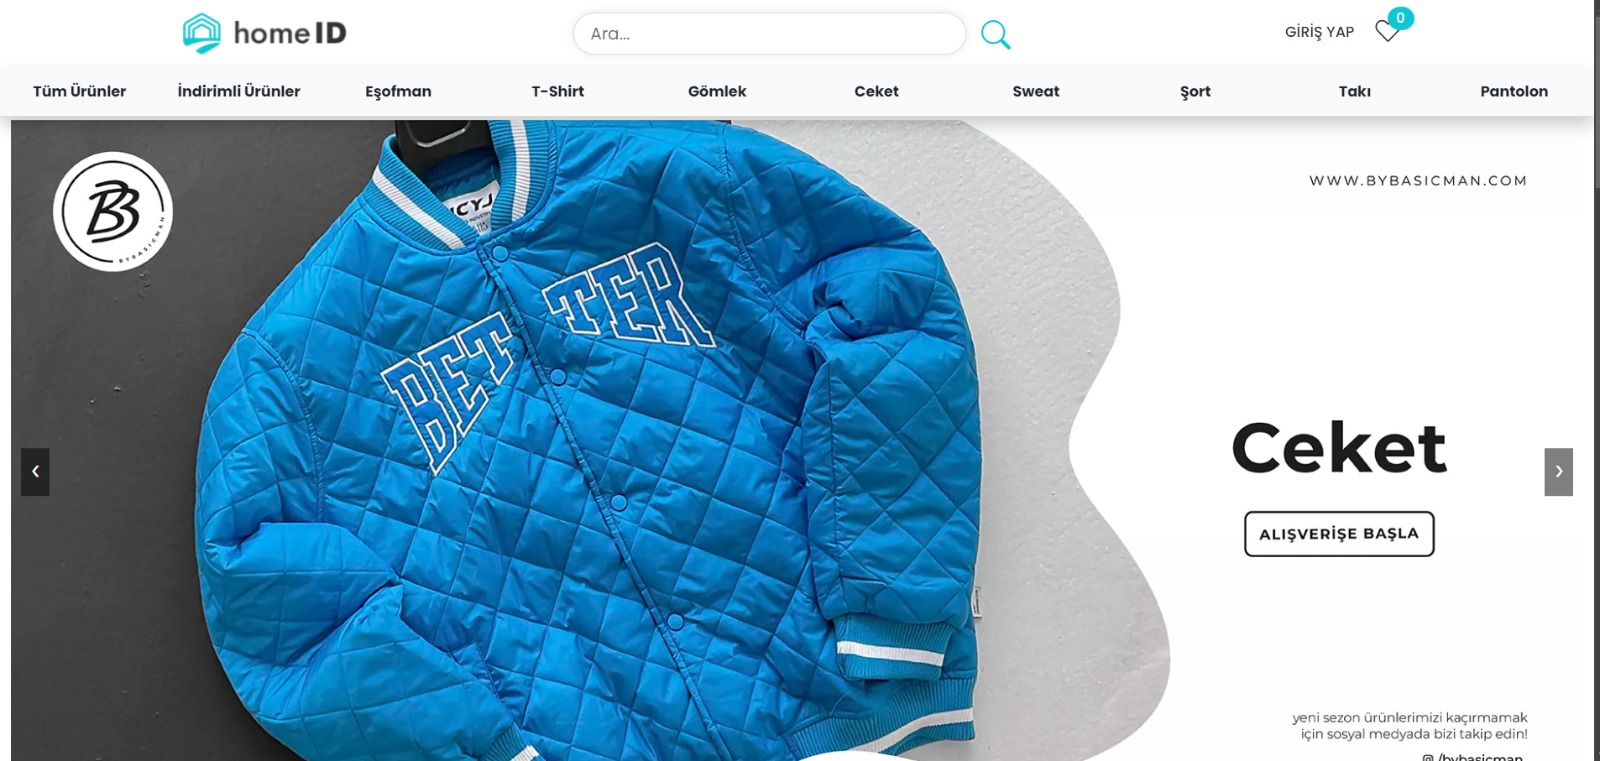 home ID
Ara...
GİRİŞ YAP
0
Tüm Ürünler
İndirimli Ürünler
Eşofman
T-Shirt
Gömlek
Ceket
Sweat
Şort
Takı
Pantolon
B
BYBASICMAN
WWW.BYBASICMAN.COM
BET TER
Ceket
ALIŞVERİŞE BAŞLA
yeni sezon ürünlerimizi kaçırmamak
için sosyal medyada bizi takip edin!
@ /bybasicman